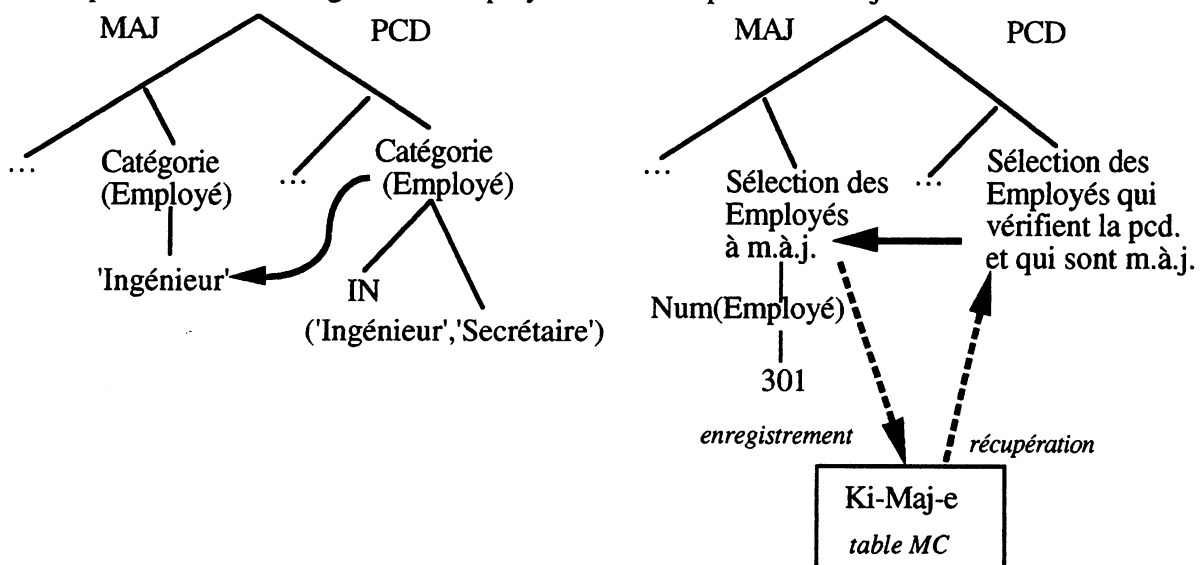 MAJ
PCD
...
Catégorie
(Employé)
'Ingénieur'
...
Catégorie
(Employé)
IN
('Ingénieur','Secrétaire')
MAJ
PCD
...
Sélection des
Employés
à m.à.j.
Num(Employé)
301
...
Sélection des
Employés qui
vérifient la pcd.
et qui sont m.à.j.
enregistrement
récupération
Ki-Maj-e
table MC